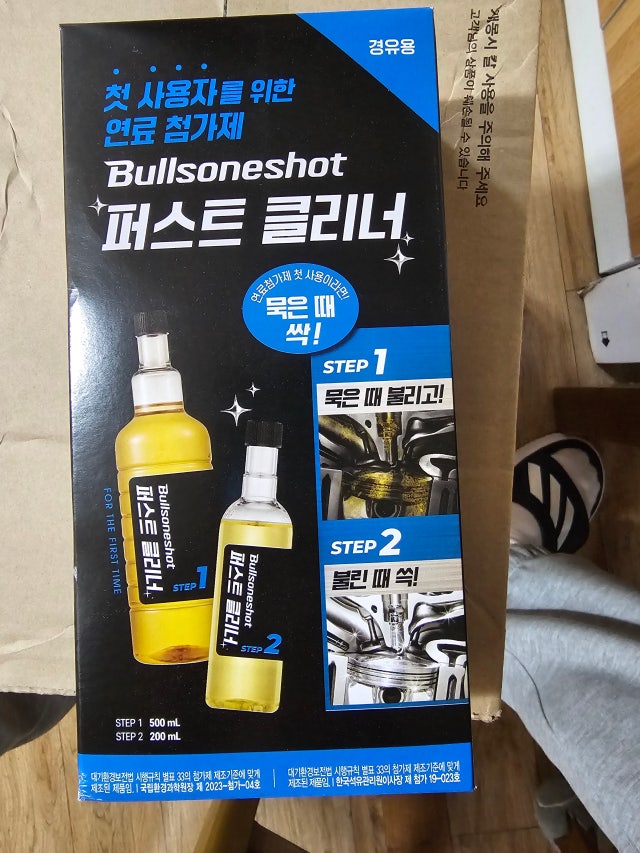 경유용
첫 사용자를 위한
연료 첨가제
Bullsoneshot
퍼스트 클리너
연료첨가제 첫 사용이라면!
묵은 때
싹!
STEP 1
묵은 때 불리고!
STEP 2
불린 때 싹!
FOR THE FIRST TIME
Bullsoneshot
퍼스트 클리너
STEP 1
Bullsoneshot
퍼스트 클리너
STEP 2
STEP 1 500 mL
STEP 2 200 mL
대기환경보전법 시행규칙 별표 33의 첨가제 제조기준에 맞게
제조된 제품임. | 국립환경과학원장 제 2023-첨가-04호
대기환경보전법 시행규칙 별표 33의 첨가제 제조기준에 맞게
제조된 제품임. | 한국석유관리원이사장 제 첨가 19-023호
개봉시 칼 사용을 주의해 주세요
고객님의 상품이 훼손될 수 있습니다